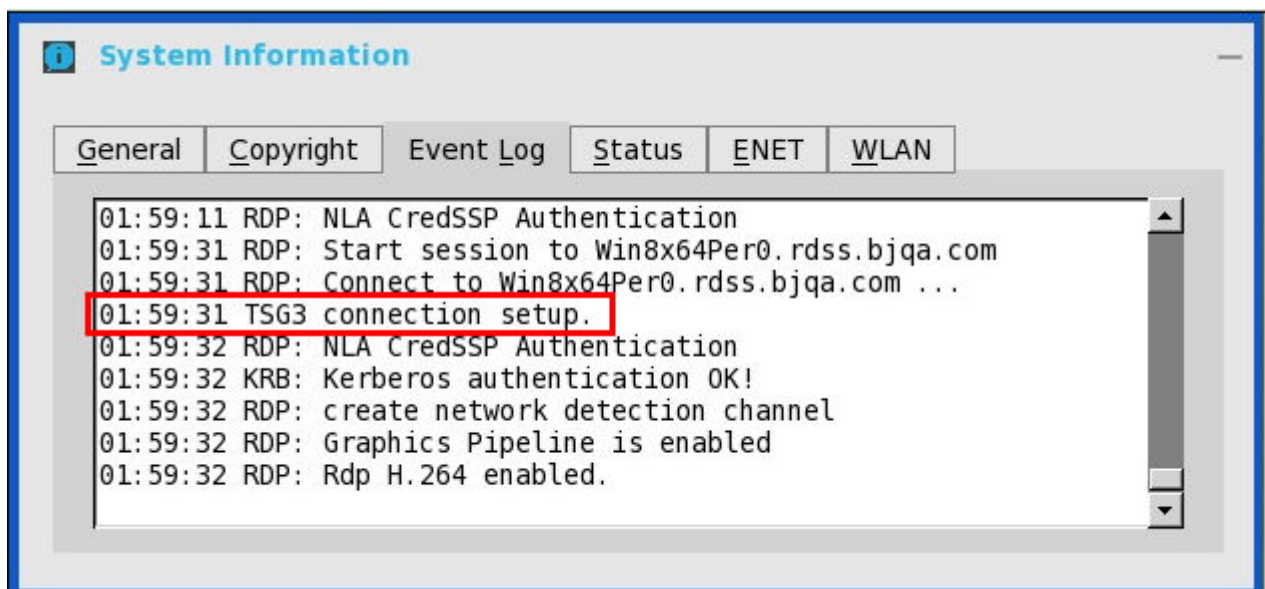 System Information
General Copyright Event Log Status ENET WLAN
01:59:11 RDP: NLA CredSSP Authentication
01:59:31 RDP: Start session to Win8x64Per0.rdss.bjqa.com
01:59:31 RDP: Connect to Win8x64Per0.rdss.bjqa.com ...
01:59:31 TSG3 connection setup.
01:59:32 RDP: NLA CredSSP Authentication
01:59:32 KRB: Kerberos authentication OK!
01:59:32 RDP: create network detection channel
01:59:32 RDP: Graphics Pipeline is enabled
01:59:32 RDP: Rdp H.264 enabled.